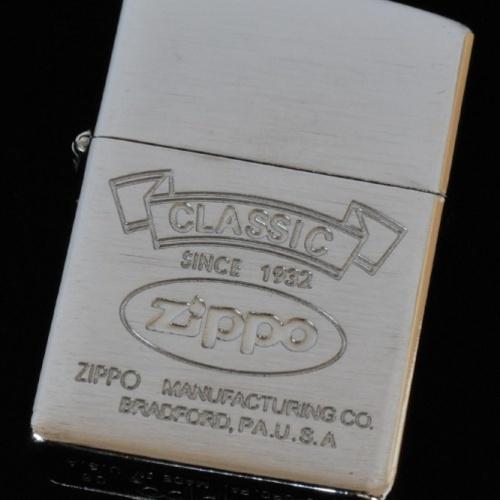 CLASSIC
SINCE 1932
Zippo
ZIPPO MANUFACTURING CO.
BRADFORD, PA. U.S.A